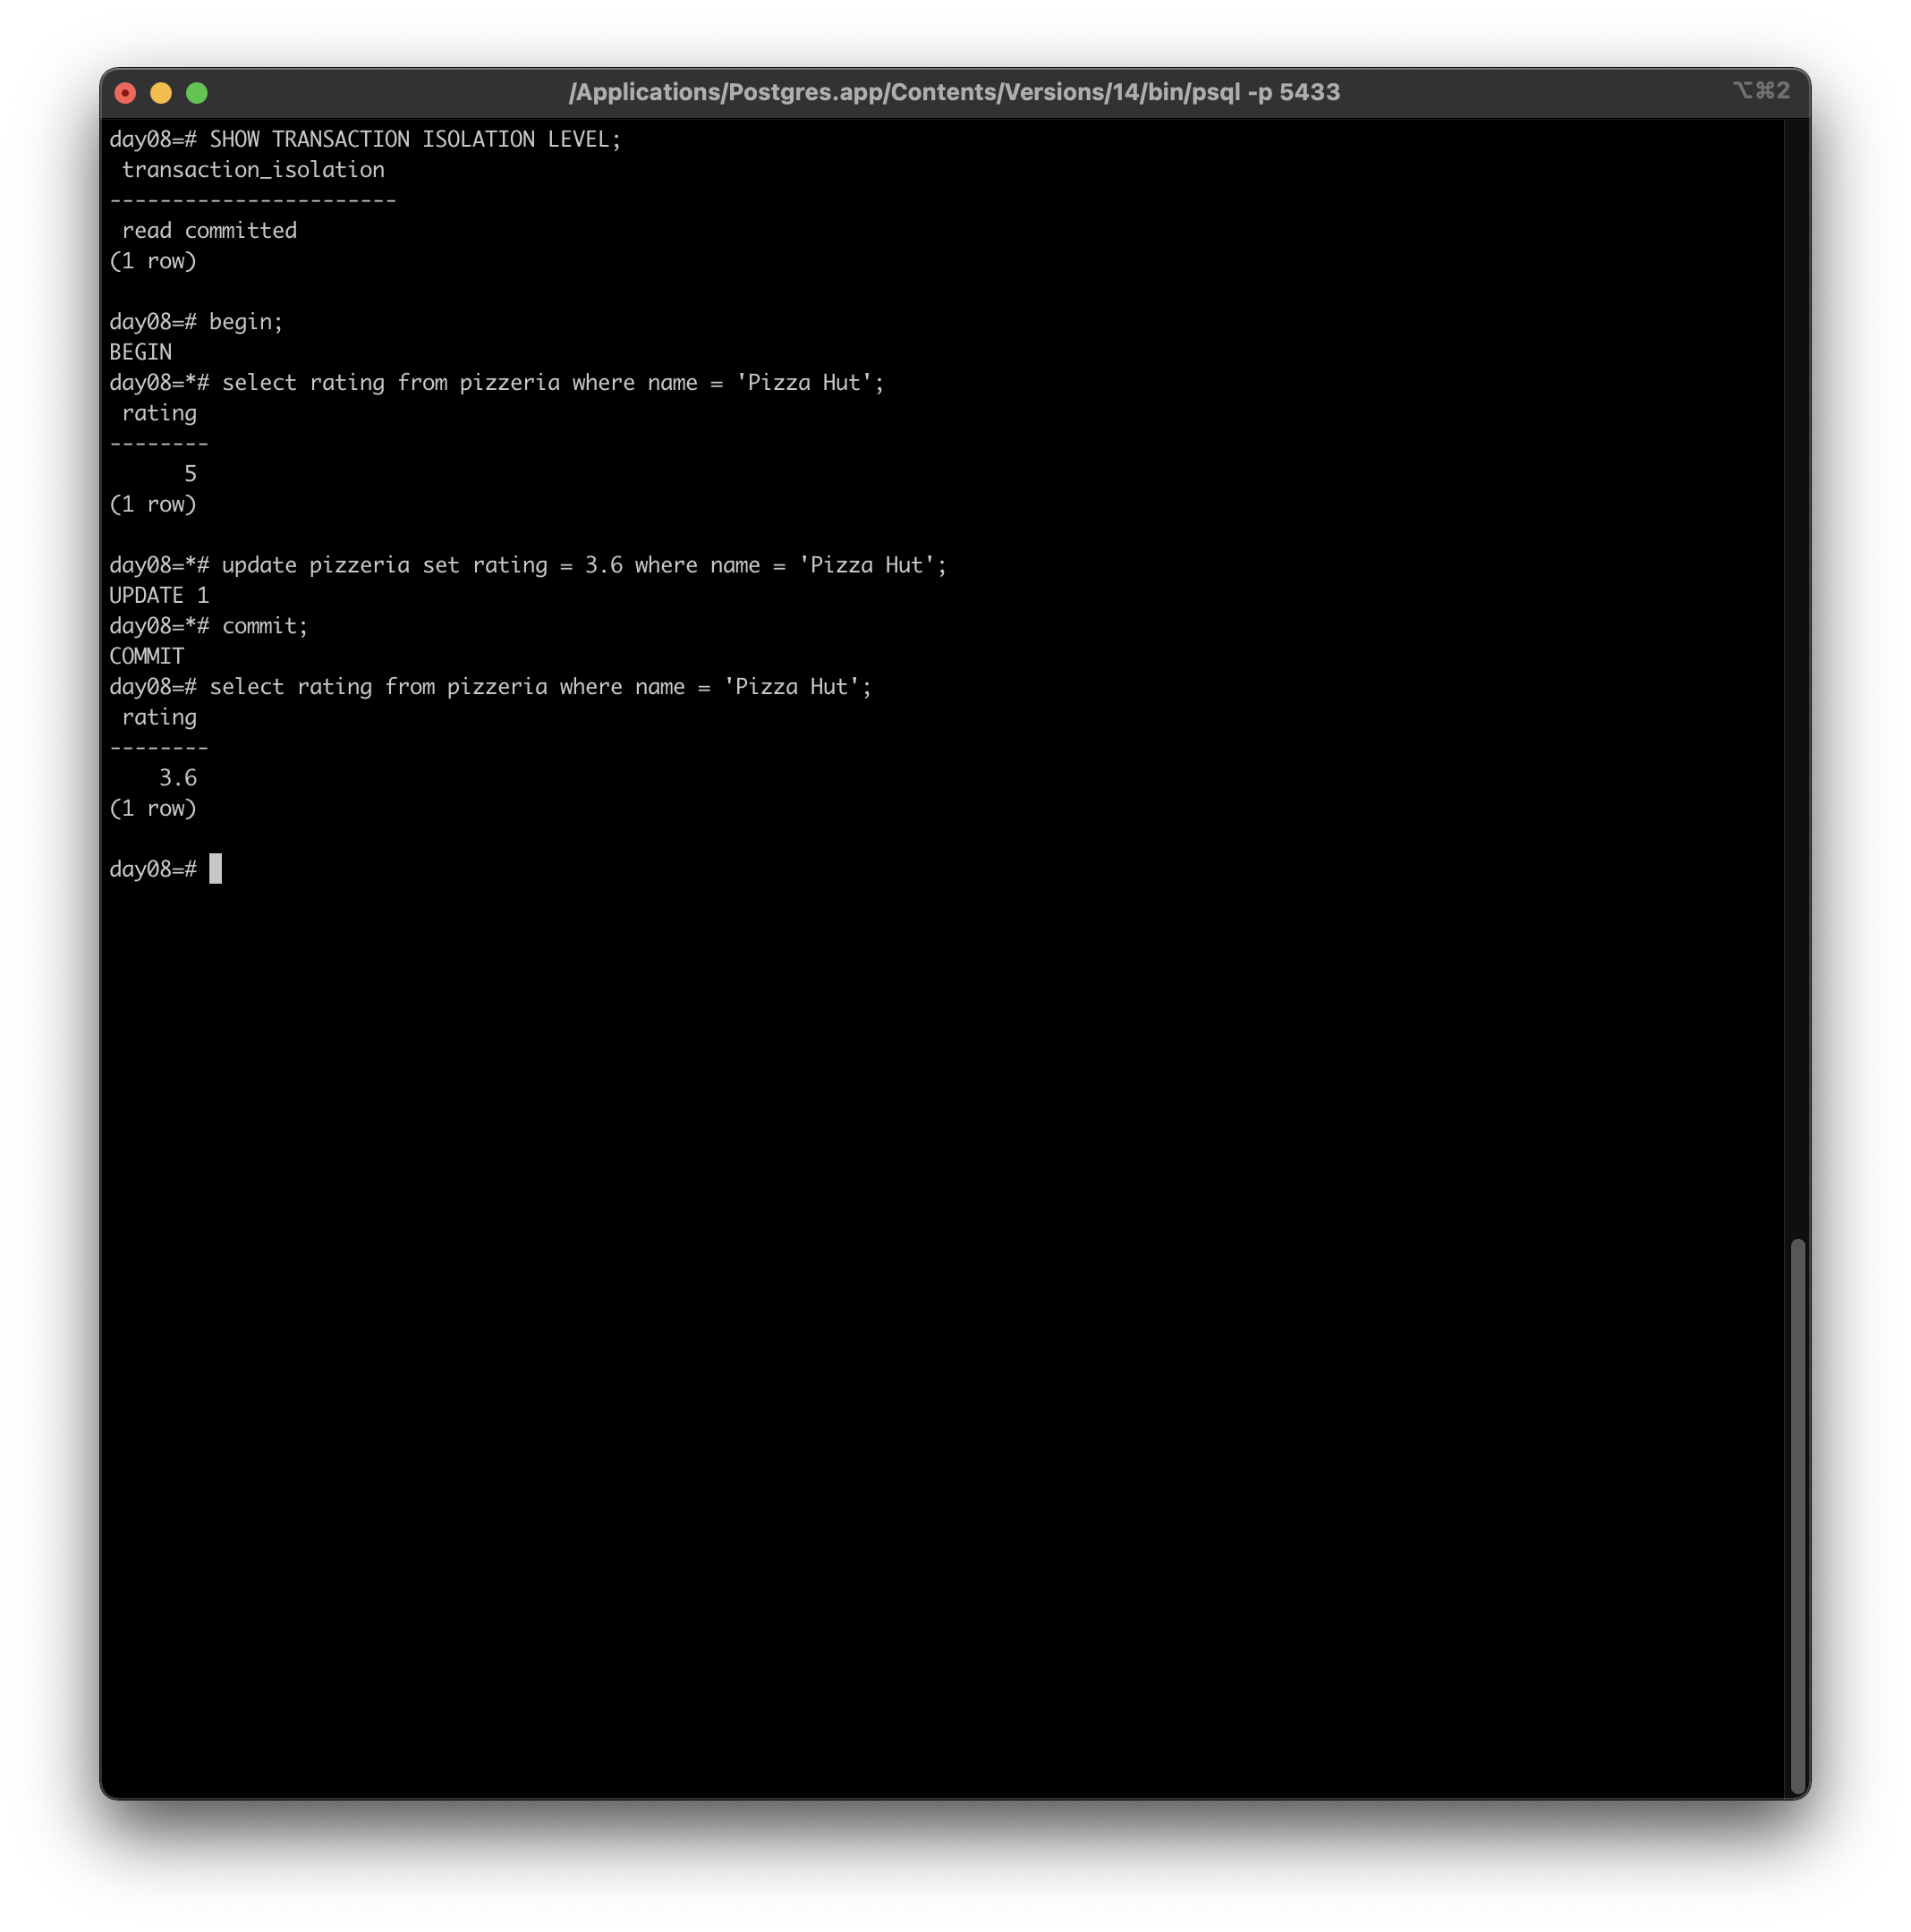 /Applications/Postgres.app/Contents/Versions/14/bin/psql -p 5433
⌥⌘2
day08=# SHOW TRANSACTION ISOLATION LEVEL;
 transaction_isolation
-----------------------
 read committed
(1 row)

day08=# begin;
BEGIN
day08=*# select rating from pizzeria where name = 'Pizza Hut';
 rating
--------
      5
(1 row)

day08=*# update pizzeria set rating = 3.6 where name = 'Pizza Hut';
UPDATE 1
day08=*# commit;
COMMIT
day08=# select rating from pizzeria where name = 'Pizza Hut';
 rating
--------
    3.6
(1 row)

day08=#